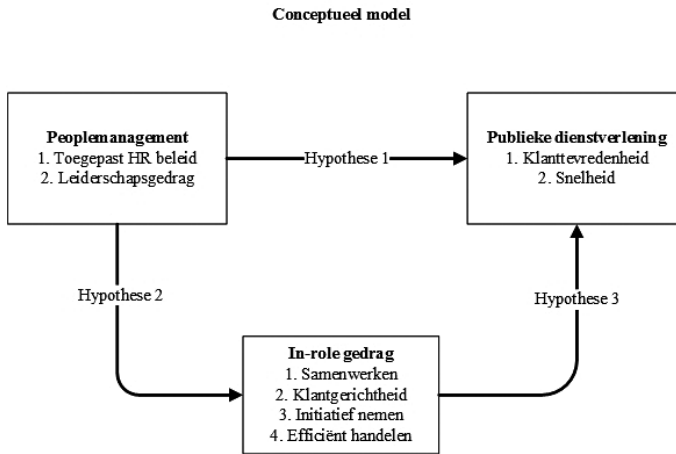 Conceptueel model
Peoplemanagement
1. Toegepast HR beleid
2. Leiderschapsgedrag
Hypothese 1
Publieke dienstverlening
1. Klanttevredenheid
2. Snelheid
Hypothese 2
Hypothese 3
In-role gedrag
1. Samenwerken
2. Klantgerichtheid
3. Initiatief nemen
4. Efficiënt handelen